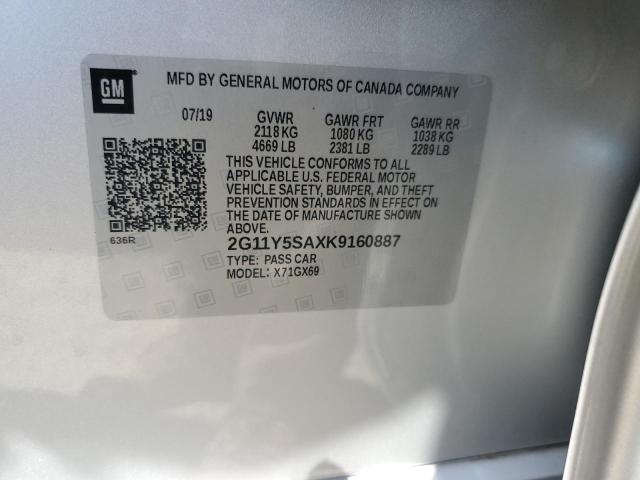 GM
MFD BY GENERAL MOTORS OF CANADA COMPANY
07/19 GVWR GAWR FRT GAWR RR
2118 KG 1080 KG 1038 KG
4669 LB 2381 LB 2289 LB
THIS VEHICLE CONFORMS TO ALL
APPLICABLE U.S. FEDERAL MOTOR
VEHICLE SAFETY, BUMPER, AND THEFT
PREVENTION STANDARDS IN EFFECT ON
THE DATE OF MANUFACTURE SHOWN
ABOVE.
636R
2G11Y5SAXK9160887
TYPE: PASS CAR
MODEL: X71GX69